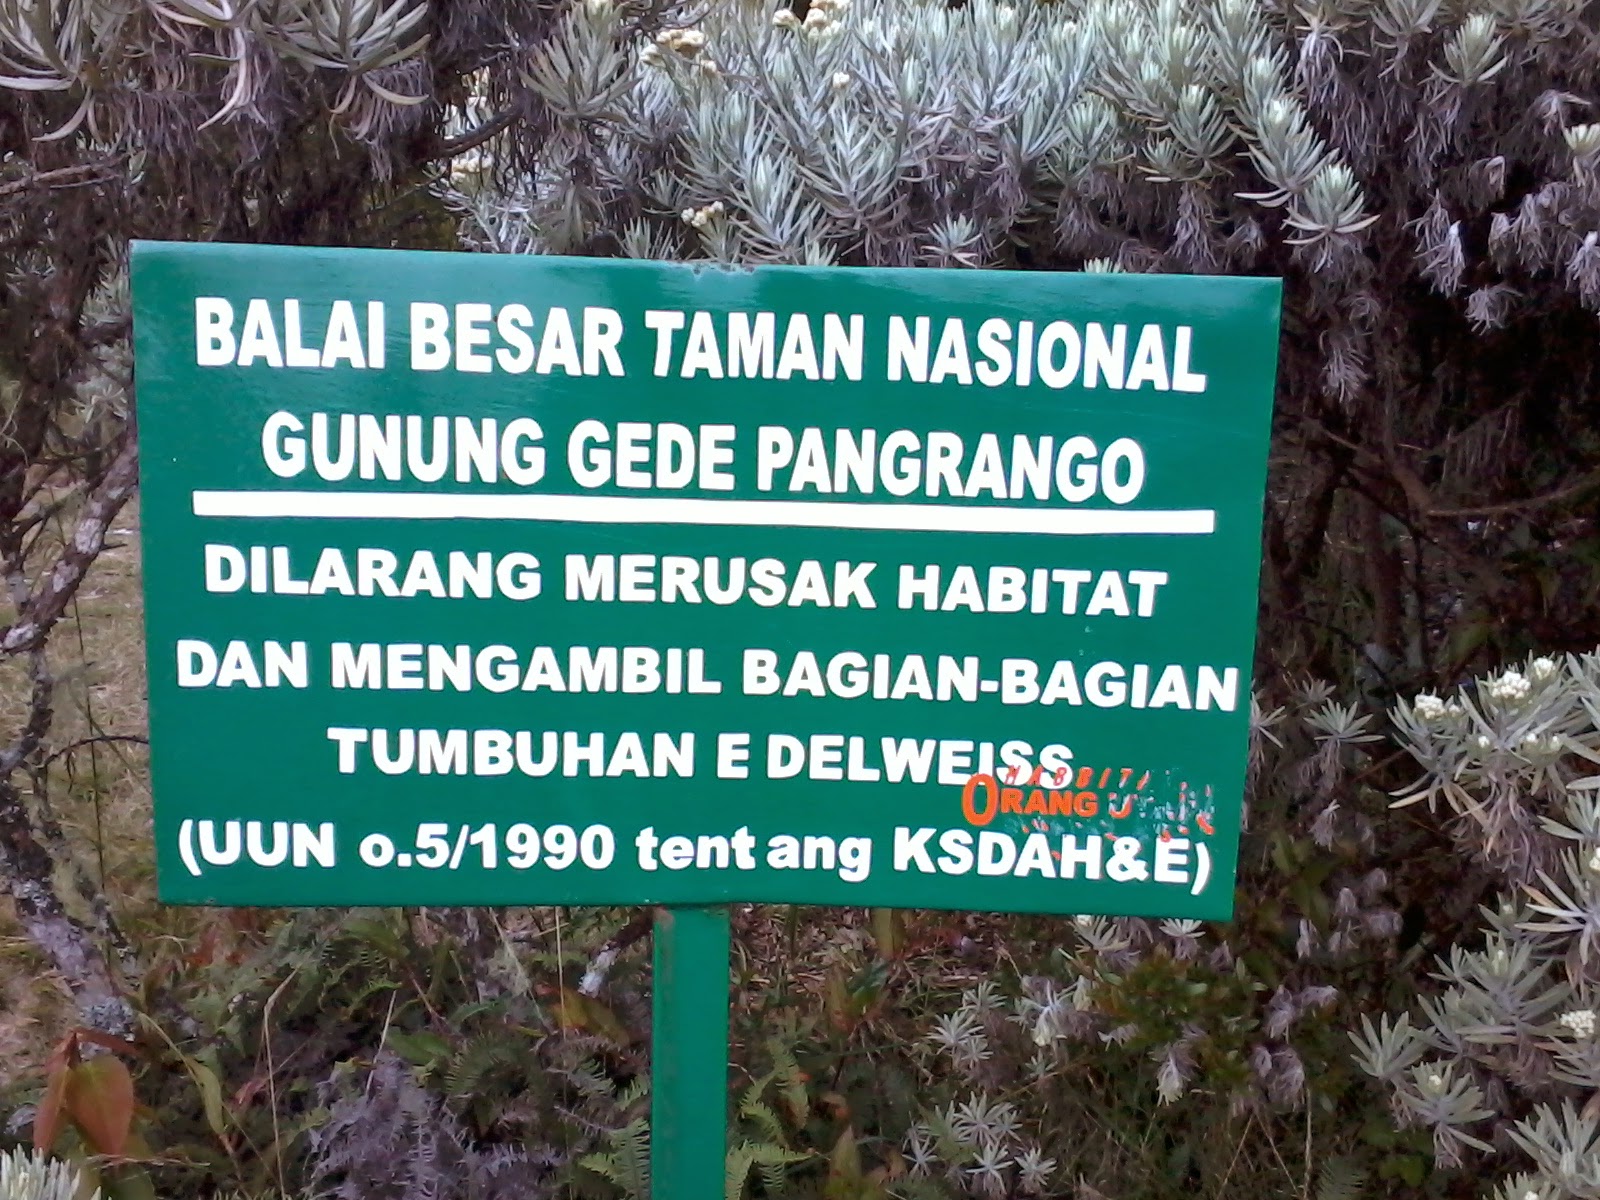 BALAI BESAR TAMAN NASIONAL
GUNUNG GEDE PANGRANGO
DILARANG MERUSAK HABITAT
DAN MENGAMBIL BAGIAN-BAGIAN
TUMBUHAN E DELWEISS
ORANG
(UUN o.5/1990 tent ang KSDAH&E)